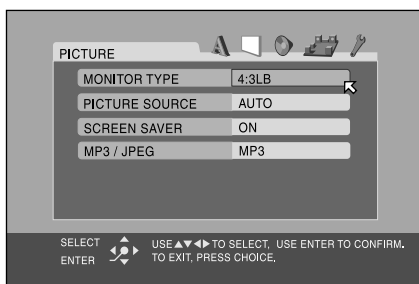 PICTURE
MONITOR TYPE 4:3LB
PICTURE SOURCE AUTO
SCREEN SAVER ON
MP3 / JPEG MP3
SELECT
ENTER
USE▲▼◀▶TO SELECT, USE ENTER TO CONFIRM.
TO EXIT, PRESS CHOICE.